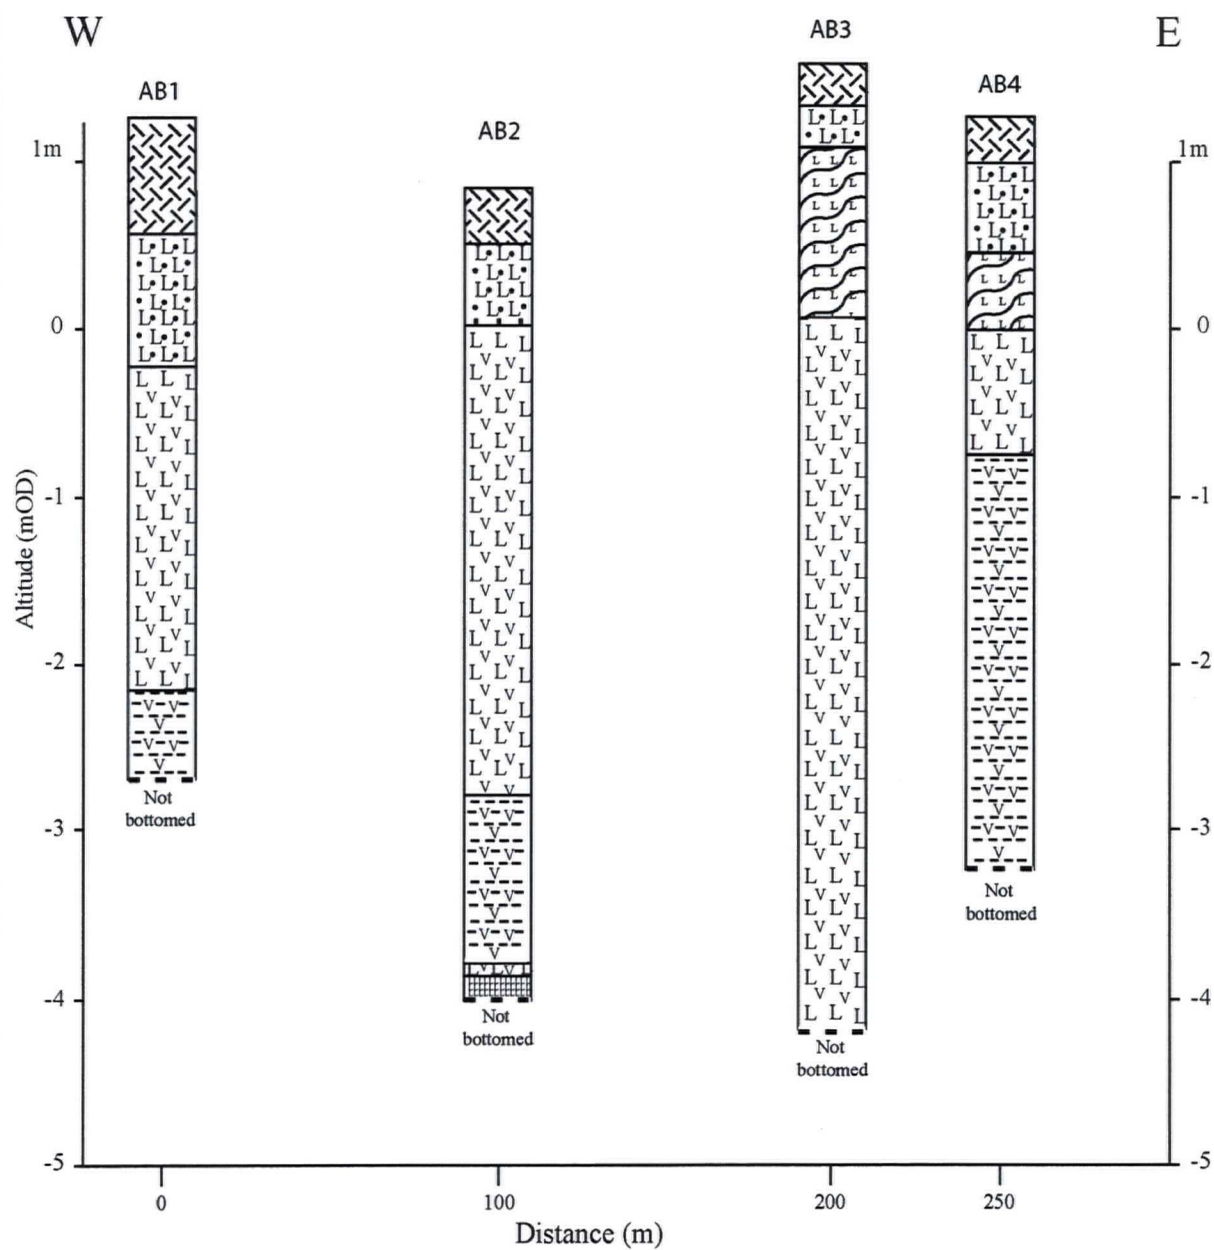 W
E
AB3
AB1
AB4
AB2
1m
1m
0
0
-1
-1
Altitude (mOD)
-2
-2
Not
bottomed
-3
-3
Not
bottomed
-4
-4
Not
bottomed
Not
bottomed
-5
-5
0
100
200
250
Distance (m)